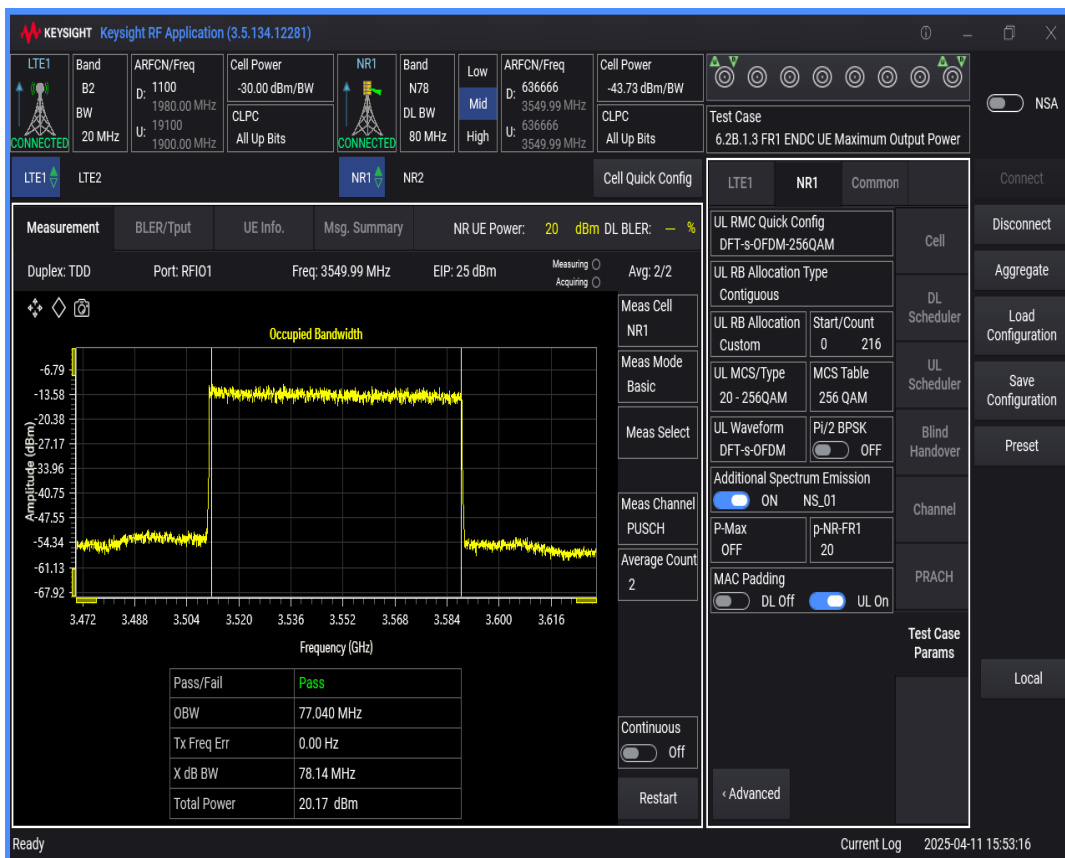 KEYSIGHT Keysight RF Application (3.5.134.12281)
LTE1 Band B2 BW 20 MHz ARFCN/Freq D: 1100 1980.00 MHz U: 19100 1900.00 MHz Cell Power -30.00 dBm/BW CLPC All Up Bits CONNECTED
NR1 Band N78 DL BW 80 MHz Low Mid High ARFCN/Freq D: 636666 3549.99 MHz U: 636666 3549.99 MHz Cell Power -43.73 dBm/BW CLPC All Up Bits CONNECTED
Test Case
6.2B.1.3 FR1 ENDC UE Maximum Output Power
NSA
LTE1 LTE2 NR1 NR2 Cell Quick Config
Measurement BLER/Tput UE Info. Msg. Summary NR UE Power: 20 dBm DL BLER: — %
Duplex: TDD Port: RFIO1 Freq: 3549.99 MHz EIP: 25 dBm Measuring Acquiring Avg: 2/2
Occupied Bandwidth
Amplitude (dBm)
-6.79
-13.58
-20.38
-27.17
-33.96
-40.75
-47.55
-54.34
-61.13
-67.92
3.472 3.488 3.504 3.520 3.536 3.552 3.568 3.584 3.600 3.616
Frequency (GHz)
Pass/Fail Pass
OBW 77.040 MHz
Tx Freq Err 0.00 Hz
X dB BW 78.14 MHz
Total Power 20.17 dBm
Meas Cell
NR1
Meas Mode
Basic
Meas Select
Meas Channel
PUSCH
Average Count
2
Continuous
Off
Restart
LTE1 NR1 Common
UL RMC Quick Config
DFT-s-OFDM-256QAM
UL RB Allocation Type
Contiguous
UL RB Allocation Start/Count
Custom 0 216
UL MCS/Type MCS Table
20 - 256QAM 256 QAM
UL Waveform Pi/2 BPSK
DFT-s-OFDM OFF
Additional Spectrum Emission
ON NS_01
P-Max p-NR-FR1
OFF 20
MAC Padding
DL Off UL On
‹ Advanced
Cell
DL Scheduler
UL Scheduler
Blind Handover
Channel
PRACH
Test Case Params
Connect
Disconnect
Aggregate
Load Configuration
Save Configuration
Preset
Local
Ready Current Log 2025-04-11 15:53:16